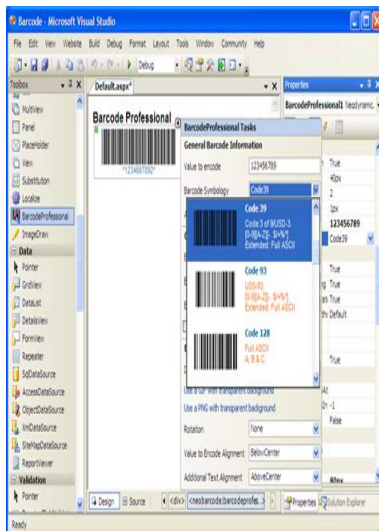 Barcode - Microsoft Visual Studio
File Edit View Website Build Debug Format Layout Tools Window Community Help
Debug
Toolbox
Default.aspx*
Properties
MultiView
Panel
PlaceHolder
View
Substitution
Localize
BarcodeProfessional
ImageDraw
Data
Pointer
GridView
DataList
DetailsView
FormView
Repeater
SqlDataSource
AccessDataSource
ObjectDataSource
XmlDataSource
SiteMapDataSource
ReportViewer
Validation
Pointer
Barcode Professional
BarcodeProfessional Tasks
General Barcode Information
Value to encode 123456789
Barcode Symbology Code39
Code 39
Code 3 of 9/USD-3
Extended: Full ASCII
Code 93
USS-93
Extended: Full ASCII
Code 128
Full ASCII
A, B & C
Use a GIF with transparent background
Use a PNG with transparent background
Rotation None
Value to Encode Alignment BelowCenter
Additional Text Alignment AboveCenter
BarcodeProfessional1 Neodynamic.
True
40px
2
1px
123456789
Code39
True
True
True
Default
True
-1
False
Design Source <div> <neobarcode:barcodeprofes...>
Properties Solution Explorer
Ready